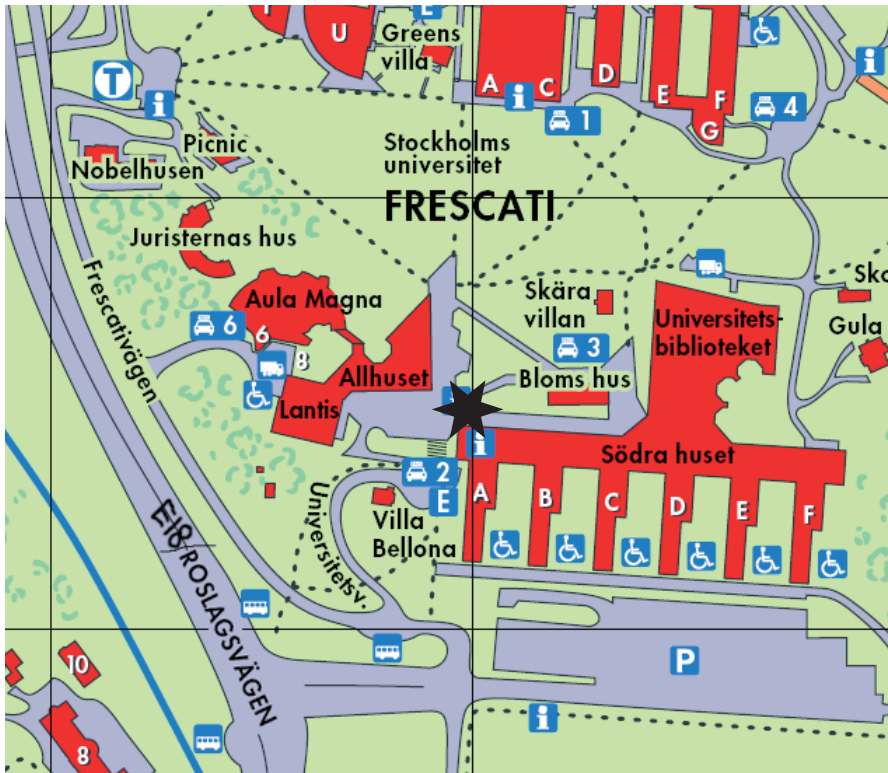 U
E
Greens
villa
A
C
D
E
F
G
i
i
1
4
T
i
Stockholms
universitet
FRESCATI
Picnic
Nobelhusen
Juristernas hus
Frescativägen
Aula Magna
6
6
8
Allhuset
Lantis
Skära
villan
3
Bloms hus
Universitets-
biblioteket
Gula
i
Södra huset
2
E
A
B
C
D
E
F
Villa
Bellona
Universitetsv.
E18 ROSLAGSVÄGEN
P
10
8
i